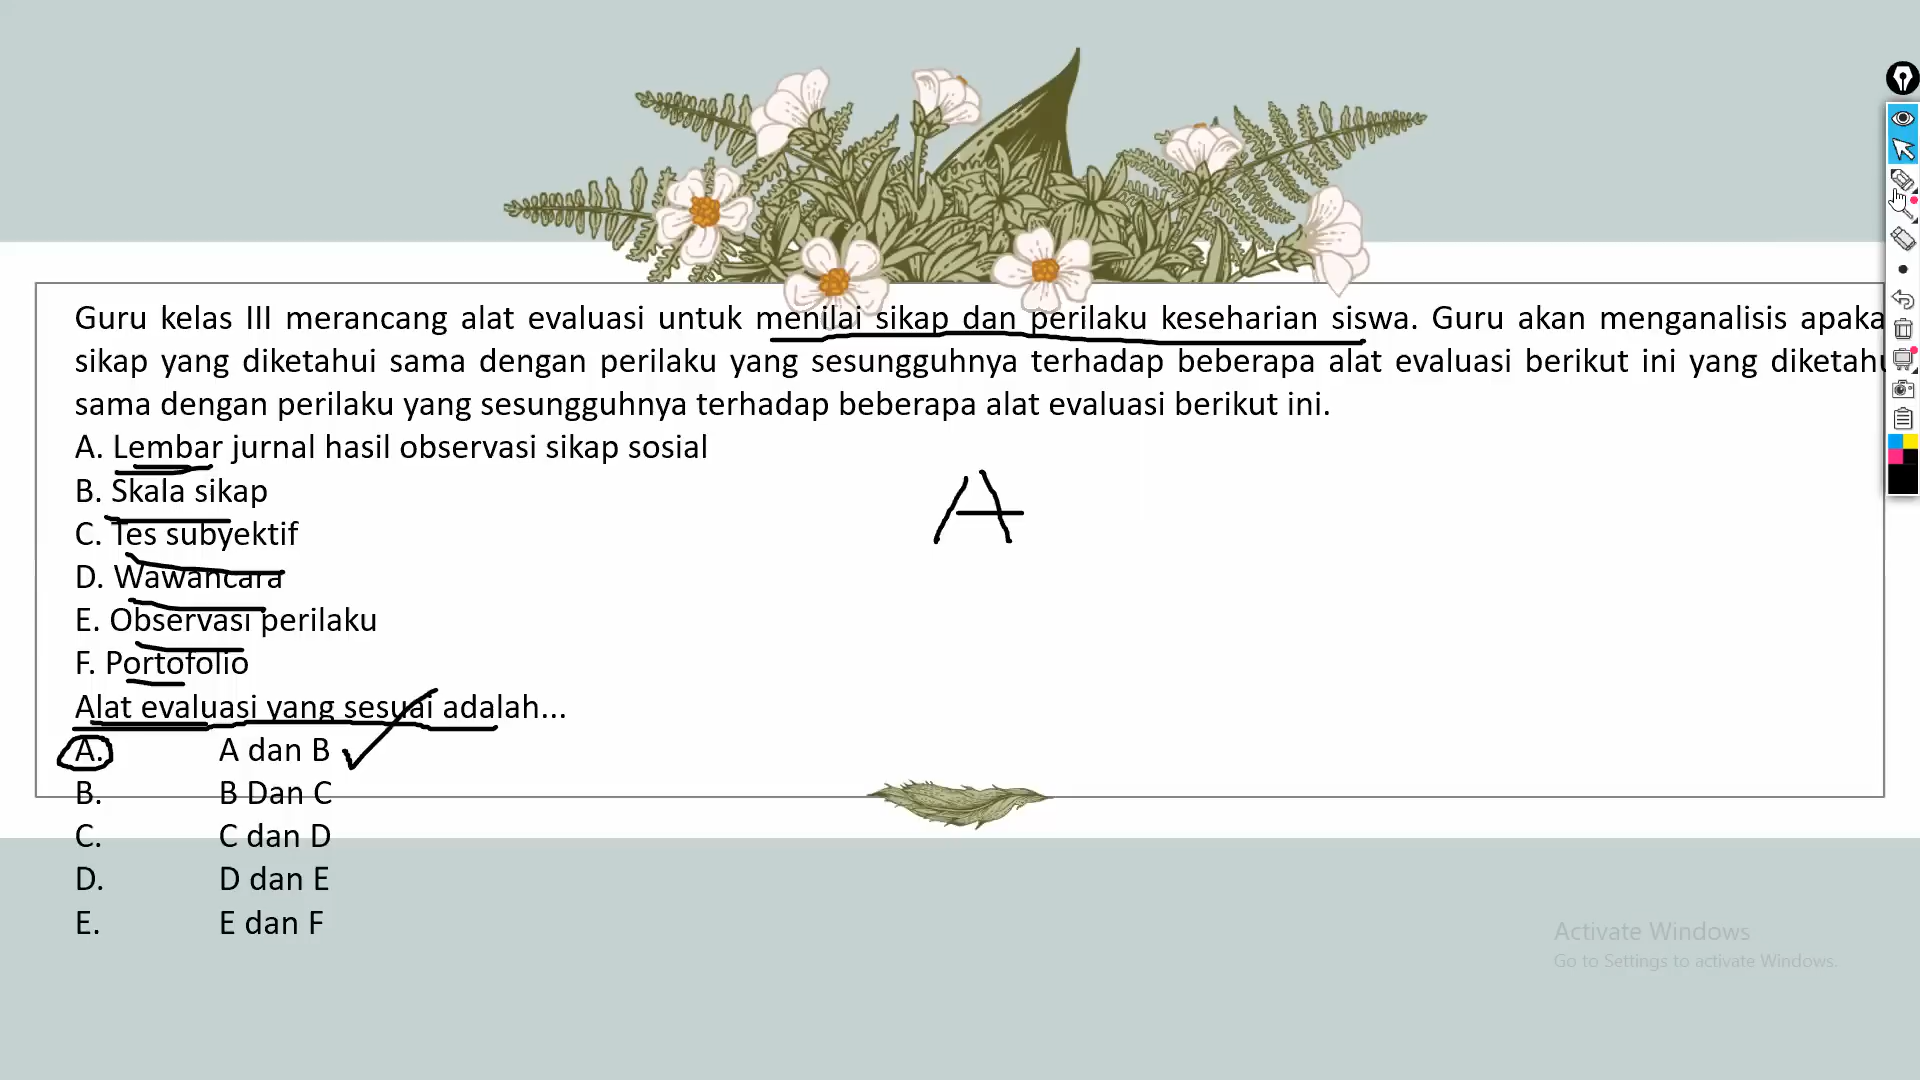 Guru kelas III merancang alat evaluasi untuk menilai sikap dan perilaku keseharian siswa. Guru akan menganalisis apaka
sikap yang diketahui sama dengan perilaku yang sesungguhnya terhadap beberapa alat evaluasi berikut ini yang diketahu
sama dengan perilaku yang sesungguhnya terhadap beberapa alat evaluasi berikut ini.
A. Lembar jurnal hasil observasi sikap sosial
A
B. Skala sikap
C. Tes subyektif
D. Wawancara
E. Observasi perilaku
F. Portofolio
Alat evaluasi yang sesuai adalah...
A. A dan B
B. B Dan C
C. C dan D
D. D dan E
E. E dan F
Activate Windows
Go to Settings to activate Windows.